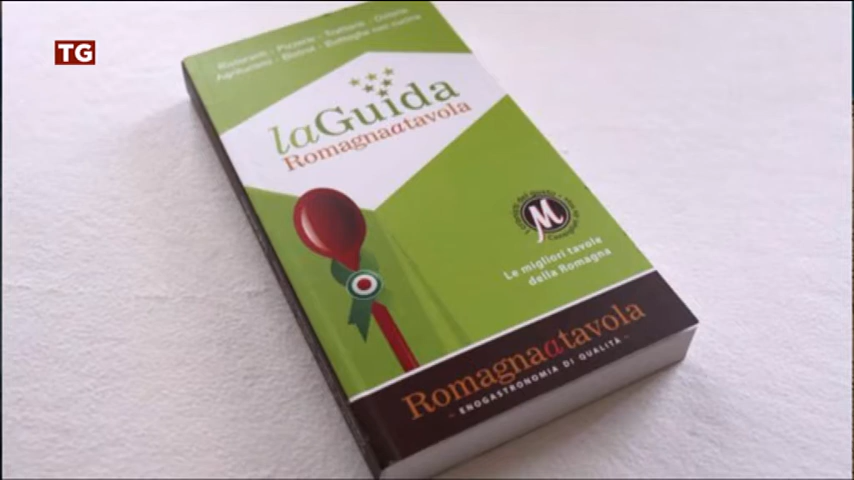 TG
Ristoranti - Pizzerie - Trattorie - Osterie
Agriturismi - Bistrot - Botteghe con cucina
laGuida
Romagnaatavola
M
Le migliori tavole
della Romagna
Romagnaatavola
- ENOGASTRONOMIA DI QUALITÀ -